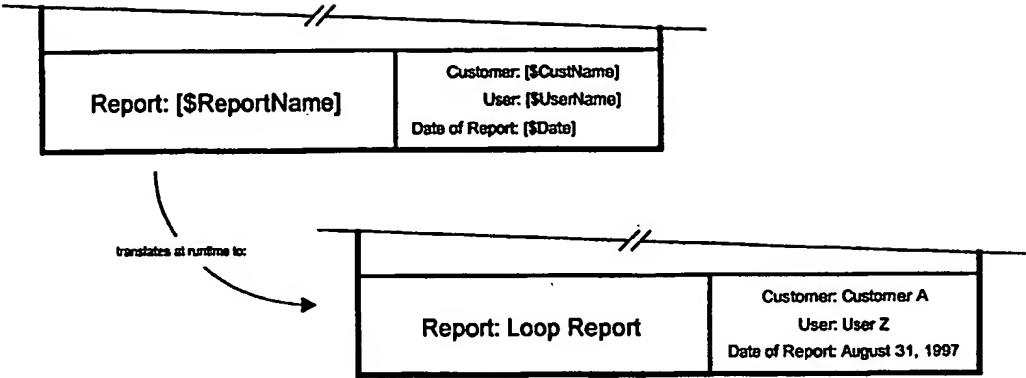 Report: [$ReportName]
Customer: [$CustName]
User: [$UserName]
Date of Report: [$Date]
translates at runtime to:
Report: Loop Report
Customer: Customer A
User: User Z
Date of Report: August 31, 1997